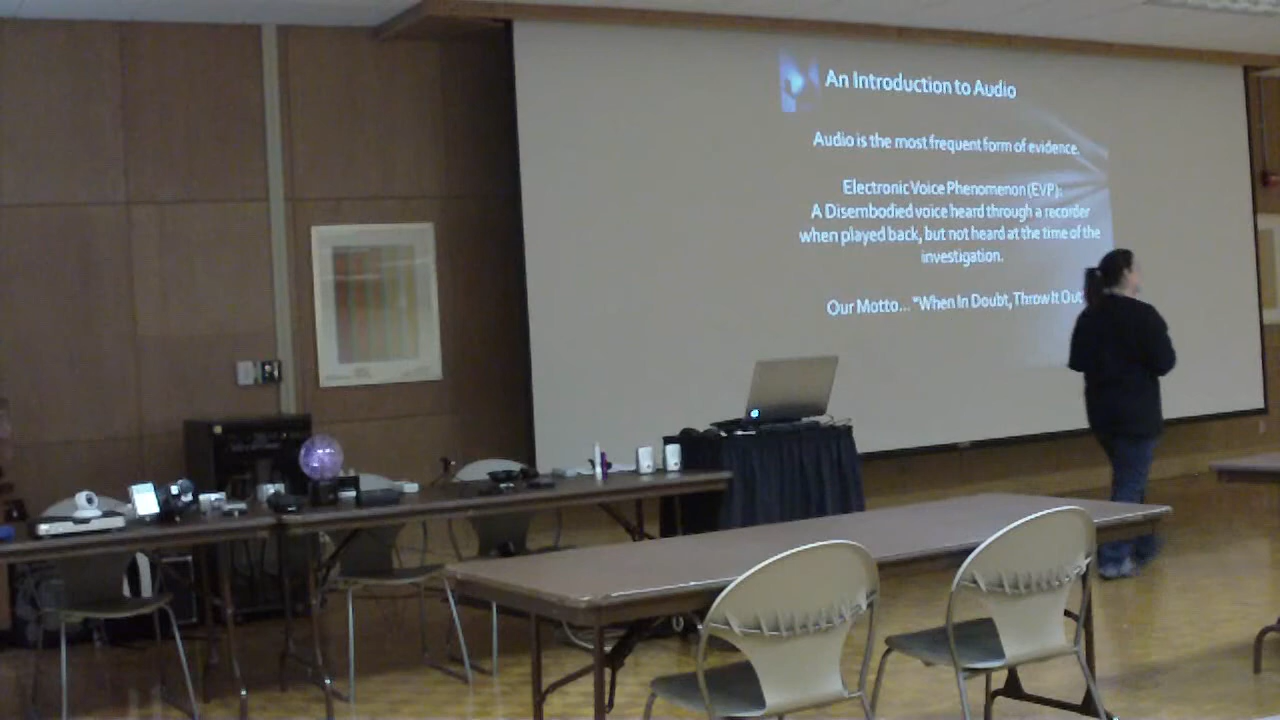 An Introduction to Audio
Audio is the most frequent form of evidence.
Electronic Voice Phenomenon (EVP):
A Disembodied voice heard through a recorder
when played back, but not heard at the time of the
investigation.
Our Motto... "When In Doubt, Throw It Out